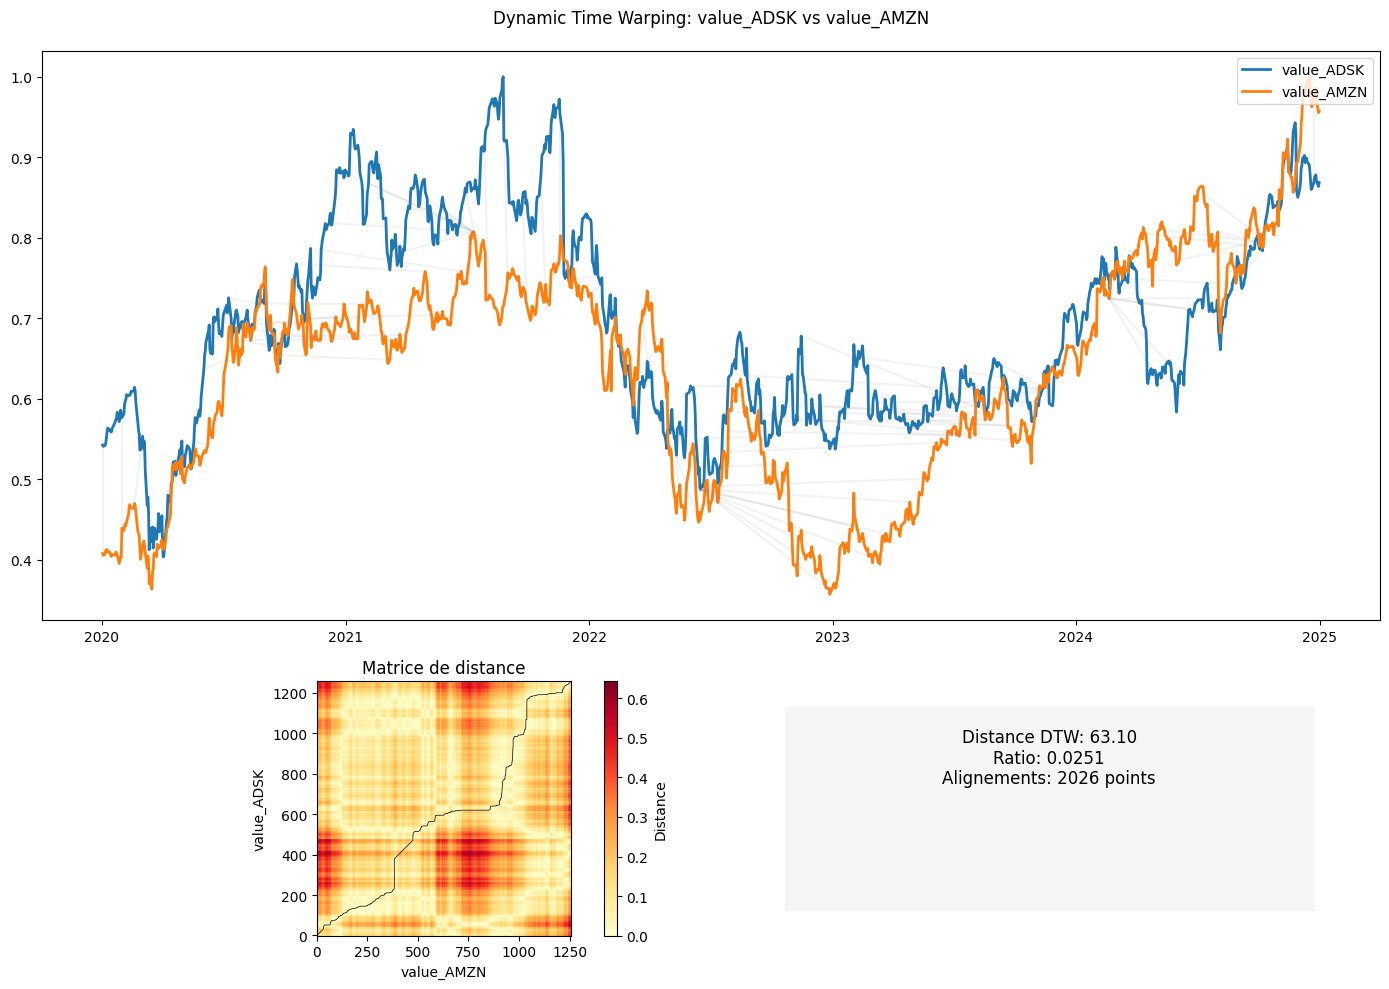 Dynamic Time Warping: value_ADSK vs value_AMZN
value_ADSK
value_AMZN
1.0
0.9
0.8
0.7
0.6
0.5
0.4
2020 2021 2022 2023 2024 2025
Matrice de distance
value_ADSK
1200
1000
800
600
400
200
0
0 250 500 750 1000 1250
value_AMZN
0.6
0.5
0.4
0.3
0.2
0.1
0.0
Distance
Distance DTW: 63.10
Ratio: 0.0251
Alignements: 2026 points